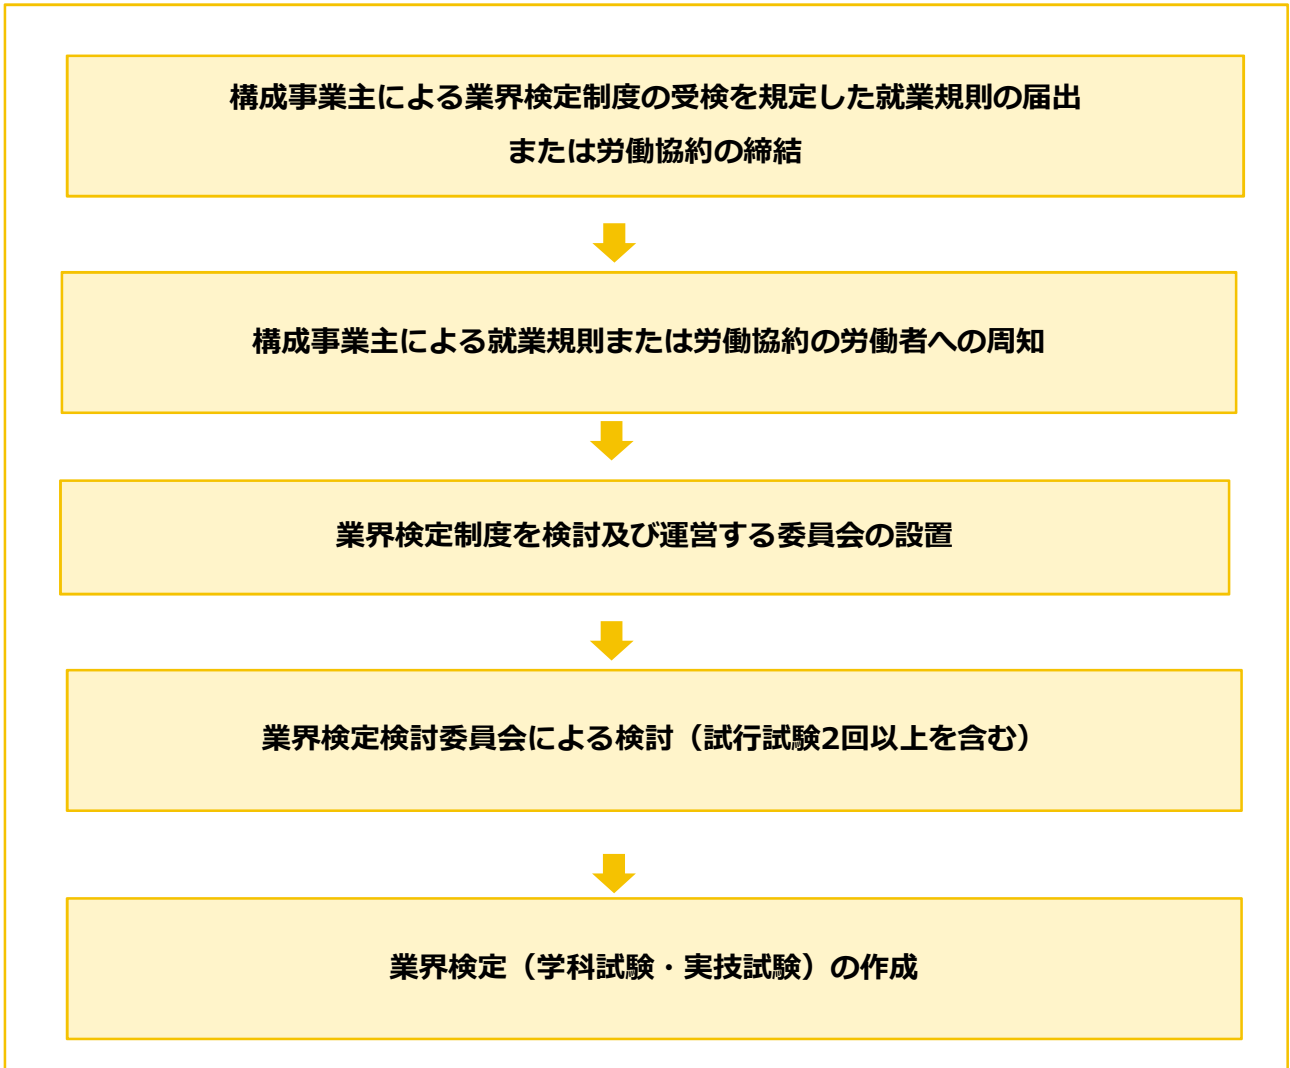 構成事業主による業界検定制度の受検を規定した就業規則の届出
または労働協約の締結
構成事業主による就業規則または労働協約の労働者への周知
業界検定制度を検討及び運営する委員会の設置
業界検定検討委員会による検討（試行試験2回以上を含む）
業界検定（学科試験・実技試験）の作成